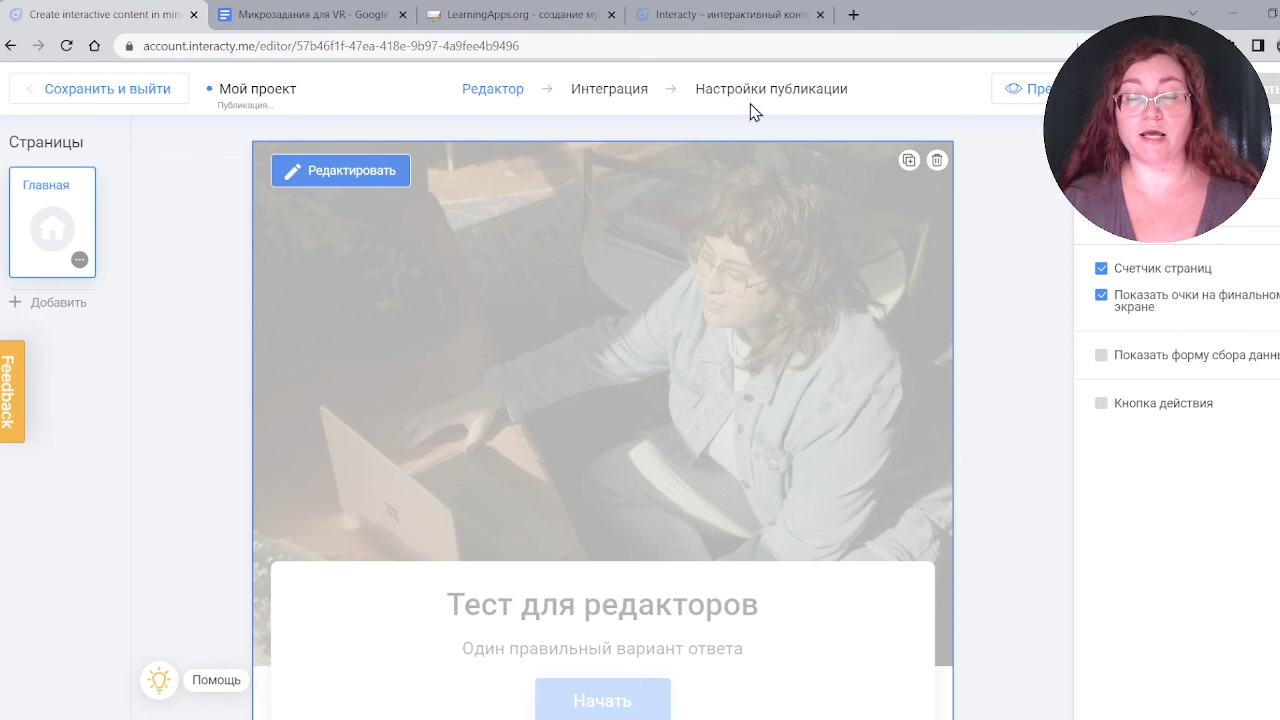 Create interactive content in min
Микрозадания для VR - Google
LearningApps.org - создание му
Interacty – интерактивный конт
account.interacty.me/editor/57b46f1f-47ea-418e-9b97-4a9fee4b9496
Сохранить и выйти
Мой проект
Публикация...
Редактор
Интеграция
Настройки публикации
Пре
ать
Страницы
Главная
Добавить
Feedback
Редактировать
Счетчик страниц
Показать очки на финальном
экране
Показать форму сбора данны
Кнопка действия
Тест для редакторов
Один правильный вариант ответа
Начать
Помощь